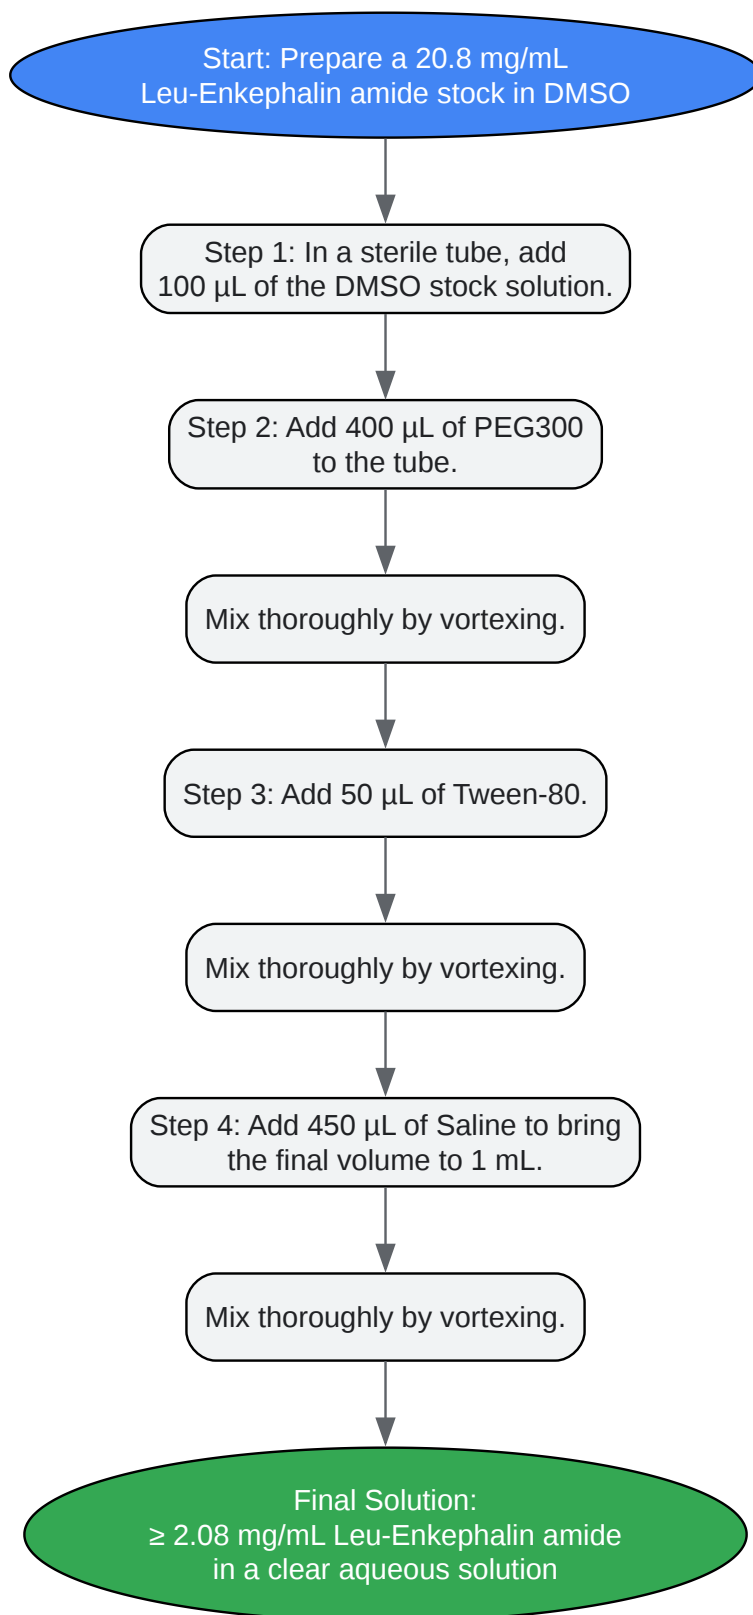 Start: Prepare a 20.8 mg/mL
Leu-Enkephalin amide stock in DMSO
Step 1: In a sterile tube, add
100 µL of the DMSO stock solution.
Step 2: Add 400 µL of PEG300
to the tube.
Mix thoroughly by vortexing.
Step 3: Add 50 µL of Tween-80.
Mix thoroughly by vortexing.
Step 4: Add 450 µL of Saline to bring
the final volume to 1 mL.
Mix thoroughly by vortexing.
Final Solution:
≥ 2.08 mg/mL Leu-Enkephalin amide
in a clear aqueous solution